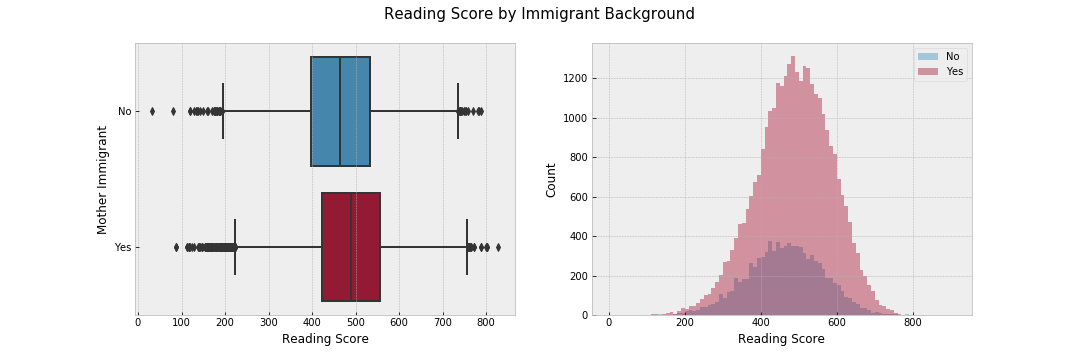 Reading Score by Immigrant Background
Mother Immigrant
No
Yes
0 100 200 300 400 500 600 700 800
Reading Score
Count
1200
1000
800
600
400
200
0
0 200 400 600 800
Reading Score
No
Yes